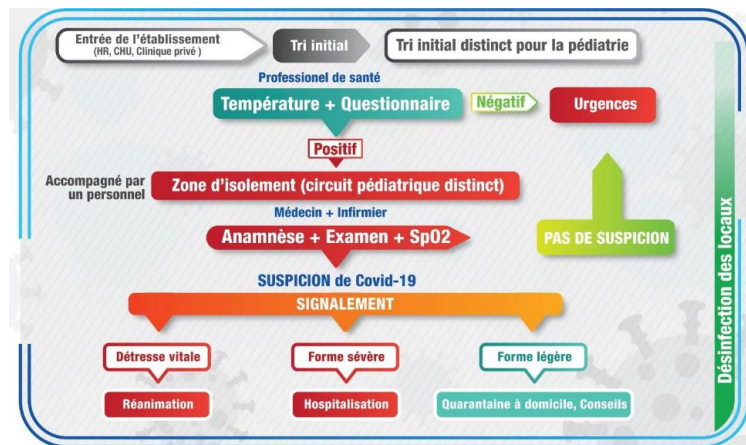 Entrée de l'établissement
(HR, CHU, Clinique privé )
Tri initial
Tri initial distinct pour la pédiatrie
Professionel de santé
Température + Questionnaire
Négatif
Urgences
Positif
Accompagné par
un personnel
Zone d'isolement (circuit pédiatrique distinct)
Médecin + Infirmier
Anamnèse + Examen + SpO2
PAS DE SUSPICION
SUSPICION de Covid-19
SIGNALEMENT
Détresse vitale
Forme sévère
Forme légère
Réanimation
Hospitalisation
Quarantaine à domicile, Conseils
Désinfection des locaux